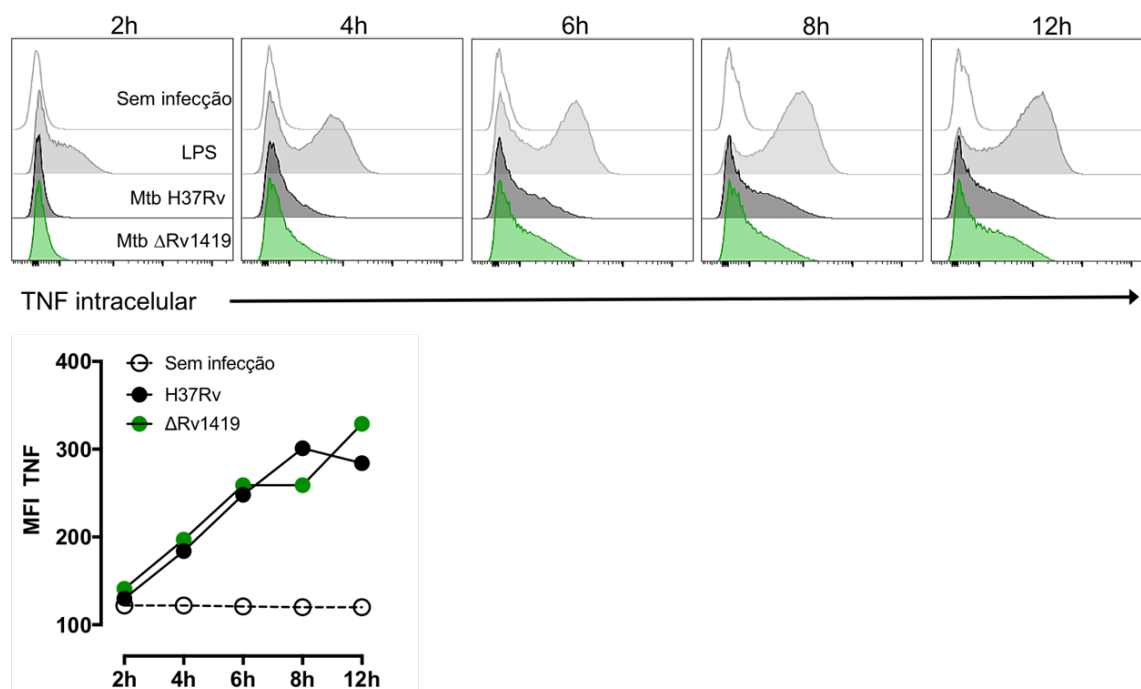 2h 4h 6h 8h 12h
Sem infecção
LPS
Mtb H37Rv
Mtb ΔRv1419
TNF intracelular
400
300
200
100
MFI TNF
Sem infecção
H37Rv
ΔRv1419
2h 4h 6h 8h 12h